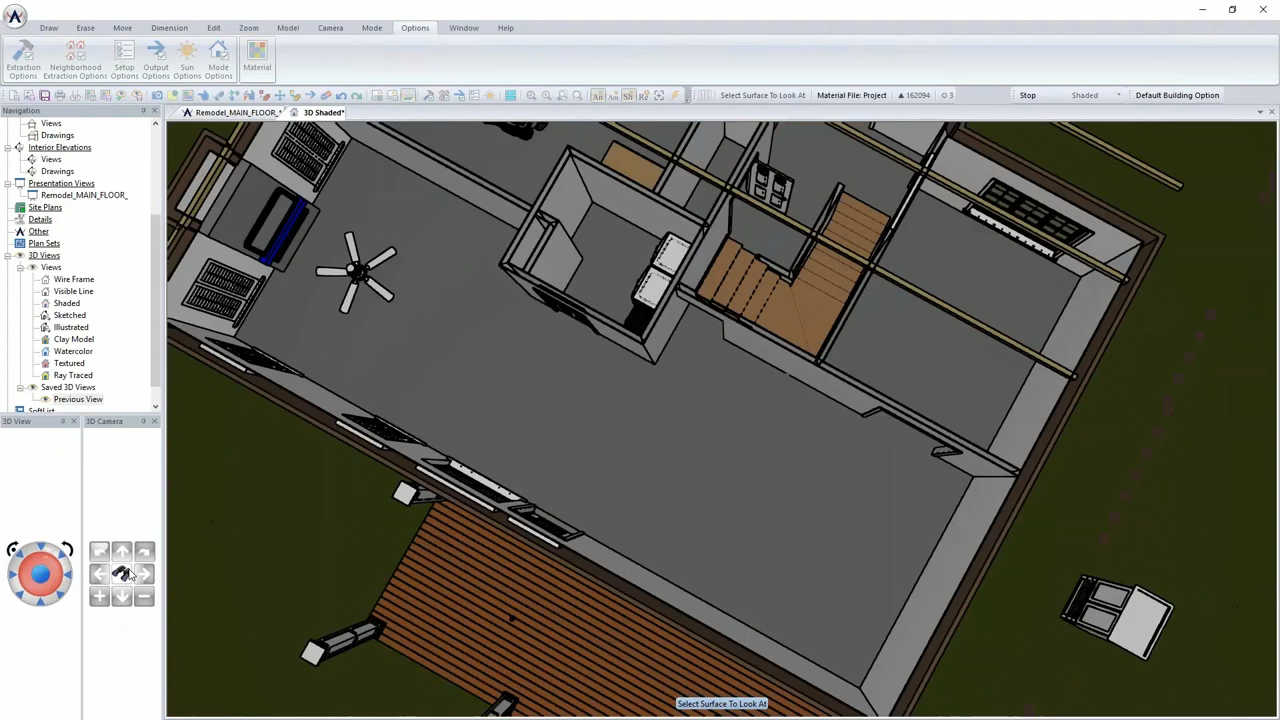 Draw Erase Move Dimension Edit Zoom Model Camera Mode Options Window Help
Extraction Options
Neighborhood Extraction Options
Setup Options
Output Options
Sun Options
Mode Options
Material
Select Surface To Look At
Material File: Project
162094
3
Stop
Shaded
Default Building Option
Navigation
Remodel_MAIN_FLOOR_*
3D Shaded*
Views
Drawings
Interior Elevations
Views
Drawings
Presentation Views
Remodel_MAIN_FLOOR_
Site Plans
Details
Other
Plan Sets
3D Views
Views
Wire Frame
Visible Line
Shaded
Sketched
Illustrated
Clay Model
Watercolor
Textured
Ray Traced
Saved 3D Views
Previous View
SoftList
3D View
3D Camera
Select Surface To Look At